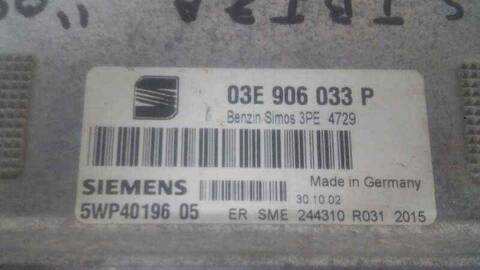 03E 906 033 P
Benzin Simos 3PE 4729
SIEMENS
Made in Germany
30.10.02
5WP40196 05
ER SME 244310 R031 2015